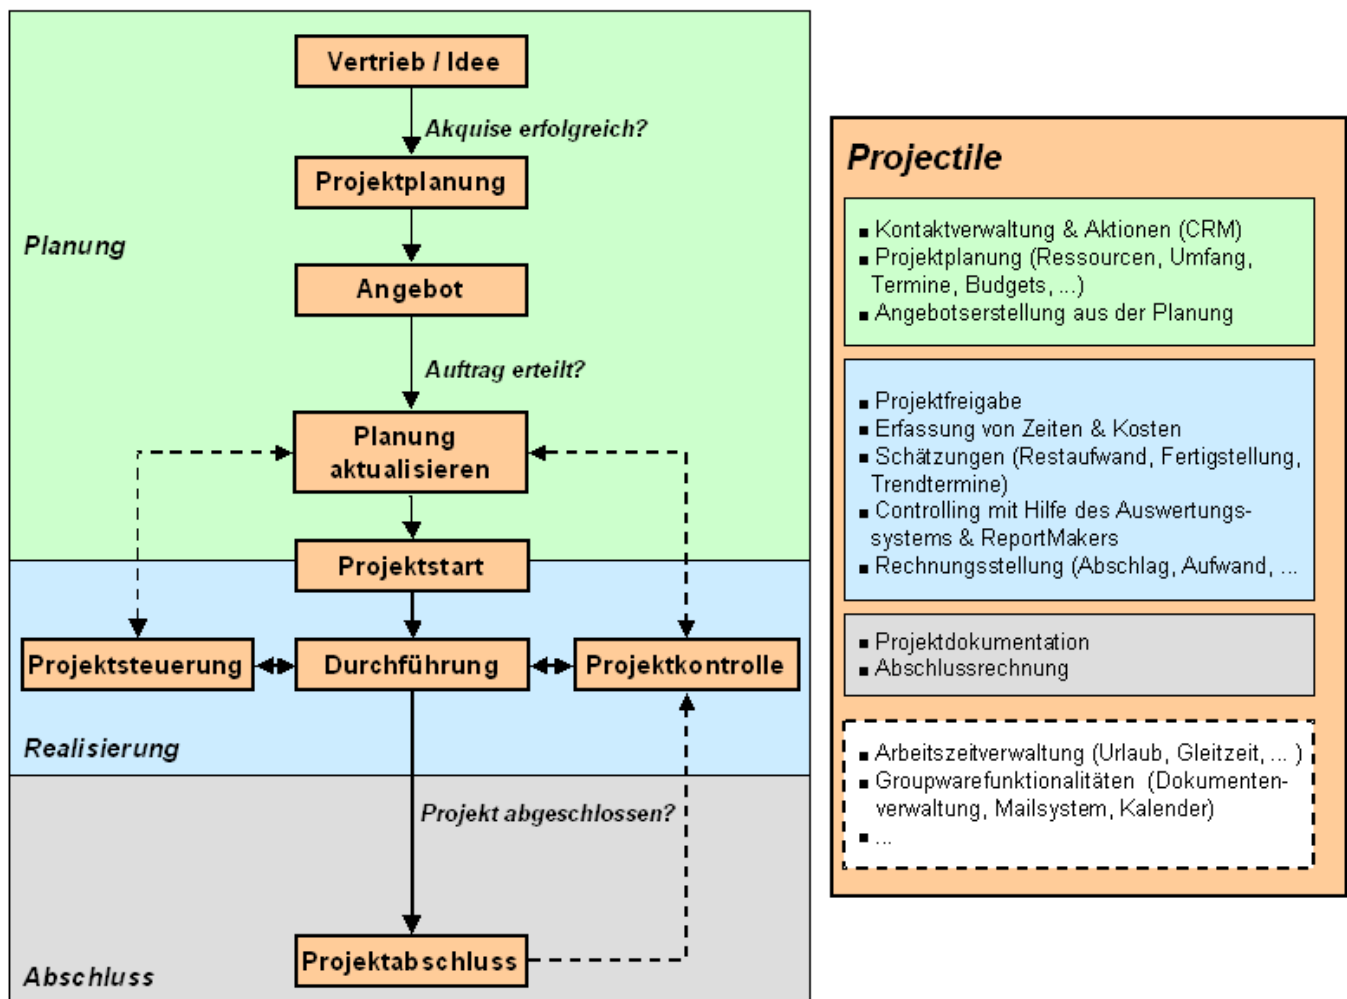 Vertrieb / Idee
Akquise erfolgreich?
Projektplanung
Planung
Angebot
Auftrag erteilt?
Planung
aktualisieren
Projektstart
Projektsteuerung
Durchführung
Projektkontrolle
Realisierung
Projekt abgeschlossen?
Projektabschluss
Abschluss
Projectile
▪ Kontaktverwaltung & Aktionen (CRM)
▪ Projektplanung (Ressourcen, Umfang,
Termine, Budgets, ...)
▪ Angebotserstellung aus der Planung
▪ Projektfreigabe
▪ Erfassung von Zeiten & Kosten
▪ Schätzungen (Restaufwand, Fertigstellung,
Trendtermine)
▪ Controlling mit Hilfe des Auswertungs-
systems & ReportMakers
▪ Rechnungsstellung (Abschlag, Aufwand, ...
▪ Projektdokumentation
▪ Abschlussrechnung
▪ Arbeitszeitverwaltung (Urlaub, Gleitzeit, ... )
▪ Groupwarefunktionalitäten (Dokumenten-
verwaltung, Mailsystem, Kalender)
▪ ...